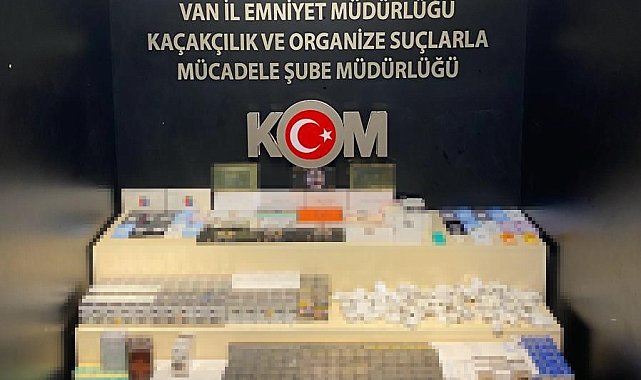 VAN İL EMNİYET MÜDÜRLÜĞÜ
KAÇAKÇILIK VE ORGANİZE SUÇLARLA
MÜCADELE ŞUBE MÜDÜRLÜĞÜ
KOM